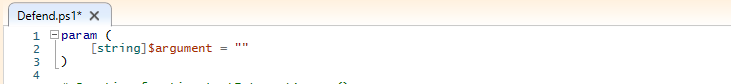 Defend.ps1* X
1 param (
2 [string]$argument = ""
3 )
4